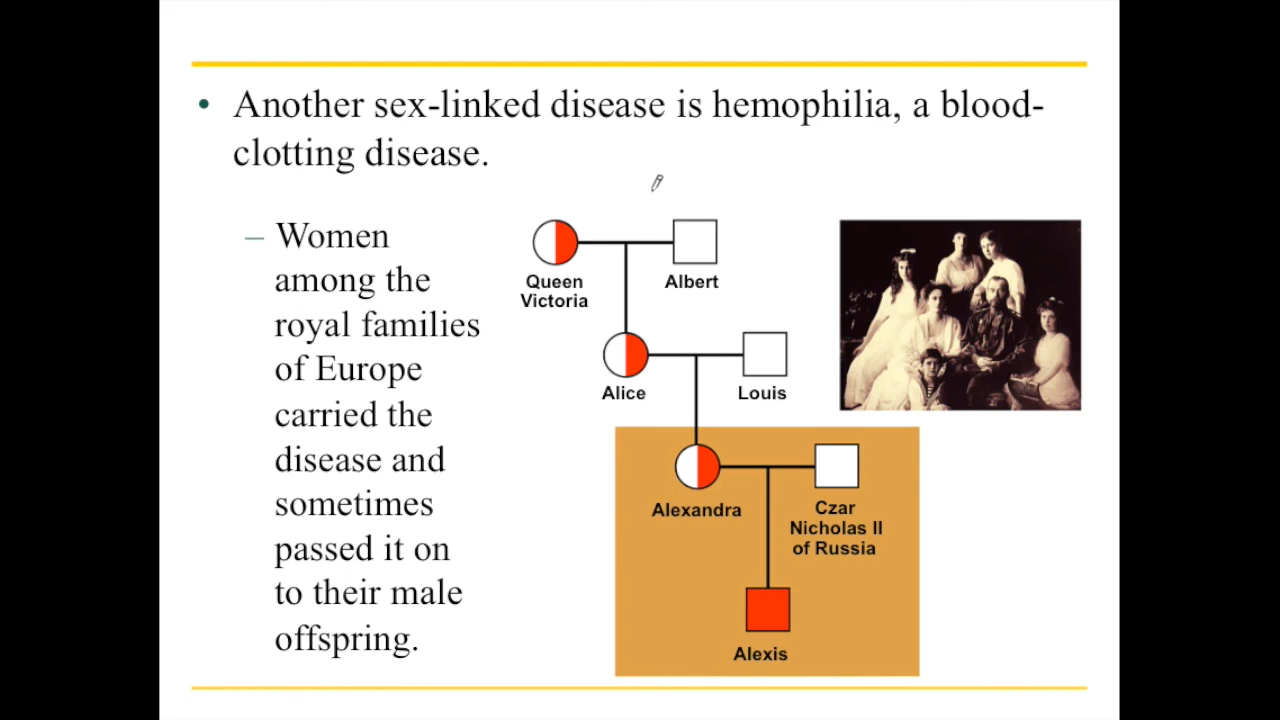 • Another sex-linked disease is hemophilia, a blood-
clotting disease.
– Women
among the
royal families
of Europe
carried the
disease and
sometimes
passed it on
to their male
offspring.
Queen
Victoria
Albert
Alice
Louis
Alexandra
Czar
Nicholas II
of Russia
Alexis